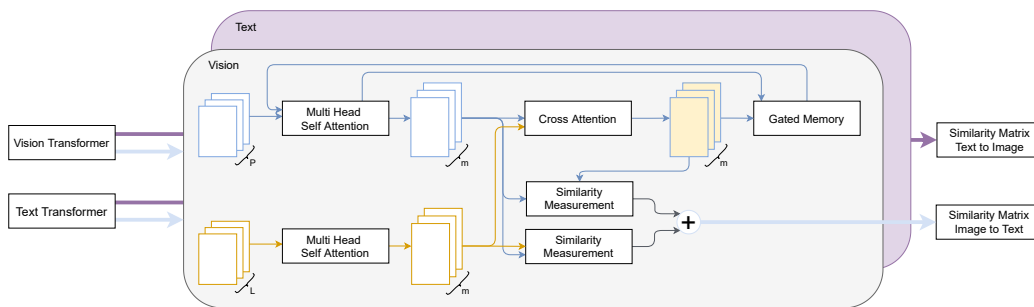 Text
Vision
Multi Head
Self Attention
Cross Attention
Gated Memory
P
m
m
Vision Transformer
Similarity Matrix
Text to Image
Text Transformer
Similarity
Measurement
+
Similarity Matrix
Image to Text
Multi Head
Self Attention
Similarity
Measurement
L
m